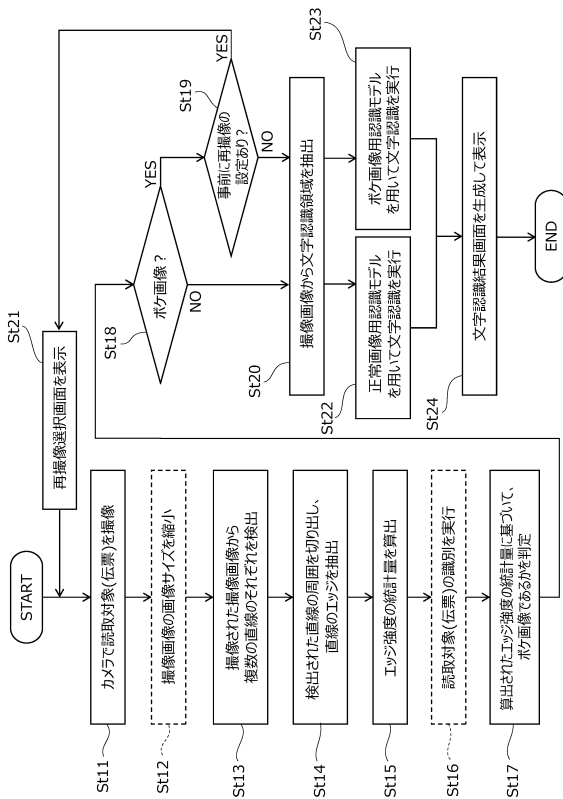 START
St21
再撮像選択画面を表示
St11
カメラで読取対象(伝票)を撮像
St12
撮像画像の画像サイズを縮小
St13
撮像された撮像画像から
複数の直線のそれぞれを検出
St14
検出された直線の周囲を切り出し、
直線のエッジを抽出
St15
エッジ強度の統計量を算出
St16
読取対象(伝票)の識別を実行
St17
算出されたエッジ強度の統計量に基づいて、
ボケ画像であるかを判定
St18
ボケ画像?
YES
NO
St19
事前に再撮像の
設定あり?
YES
NO
St20
撮像画像から文字認識領域を抽出
St22
正常画像用認識モデル
を用いて文字認識を実行
St23
ボケ画像用認識モデル
を用いて文字認識を実行
St24
文字認識結果画面を生成して表示
END